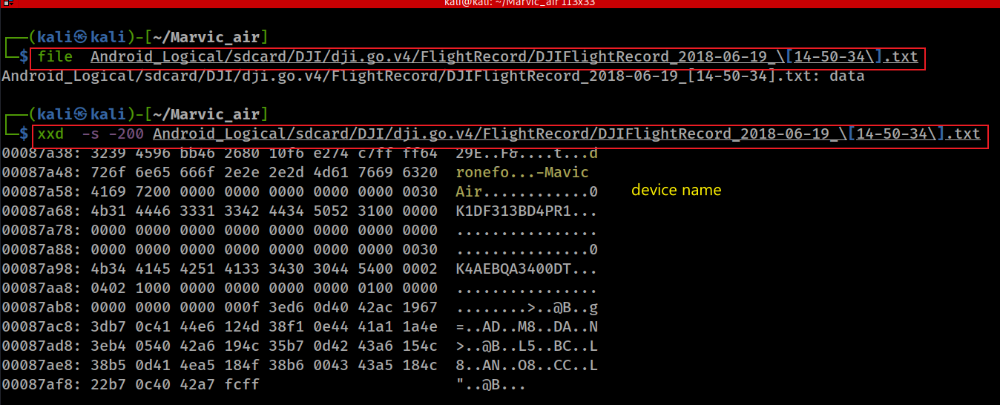 kali@kali: ~/Marvic_air 113x33
┌──(kali㉿kali)-[~/Marvic_air]
└─$ file  Android_Logical/sdcard/DJI/dji.go.v4/FlightRecord/DJIFlightRecord_2018-06-19_\[14-50-34\].txt
Android_Logical/sdcard/DJI/dji.go.v4/FlightRecord/DJIFlightRecord_2018-06-19_[14-50-34].txt: data
┌──(kali㉿kali)-[~/Marvic_air]
└─$ xxd  -s -200 Android_Logical/sdcard/DJI/dji.go.v4/FlightRecord/DJIFlightRecord_2018-06-19_\[14-50-34\].txt
00087a38: 3239 4596 bb46 2680 10f6 e274 c7ff ff64  29E..F&....t...d
00087a48: 726f 6e65 666f 2e2e 2e2d 4d61 7669 6320  ronefo...-Mavic
00087a58: 4169 7200 0000 0000 0000 0000 0000 0030  Air............0
device name
00087a68: 4b31 4446 3331 3342 4434 5052 3100 0000  K1DF313BD4PR1...
00087a78: 0000 0000 0000 0000 0000 0000 0000 0000  ................
00087a88: 0000 0000 0000 0000 0000 0000 0000 0030  ...............0
00087a98: 4b34 4145 4251 4133 3430 3044 5400 0002  K4AEBQA3400DT...
00087aa8: 0402 1000 0000 0000 0000 0000 0100 0000  ................
00087ab8: 0000 0000 0000 000f 3ed6 0d40 42ac 1967  ........>..@B..g
00087ac8: 3db7 0c41 44e6 124d 38f1 0e44 41a1 1a4e  =..AD..M8..DA..N
00087ad8: 3eb4 0540 42a6 194c 35b7 0d42 43a6 154c  >..@B..L5..BC..L
00087ae8: 38b5 0d41 4ea5 184f 38b6 0043 43a5 184c  8..AN..O8..CC..L
00087af8: 22b7 0c40 42a7 fcff                      "..@B...